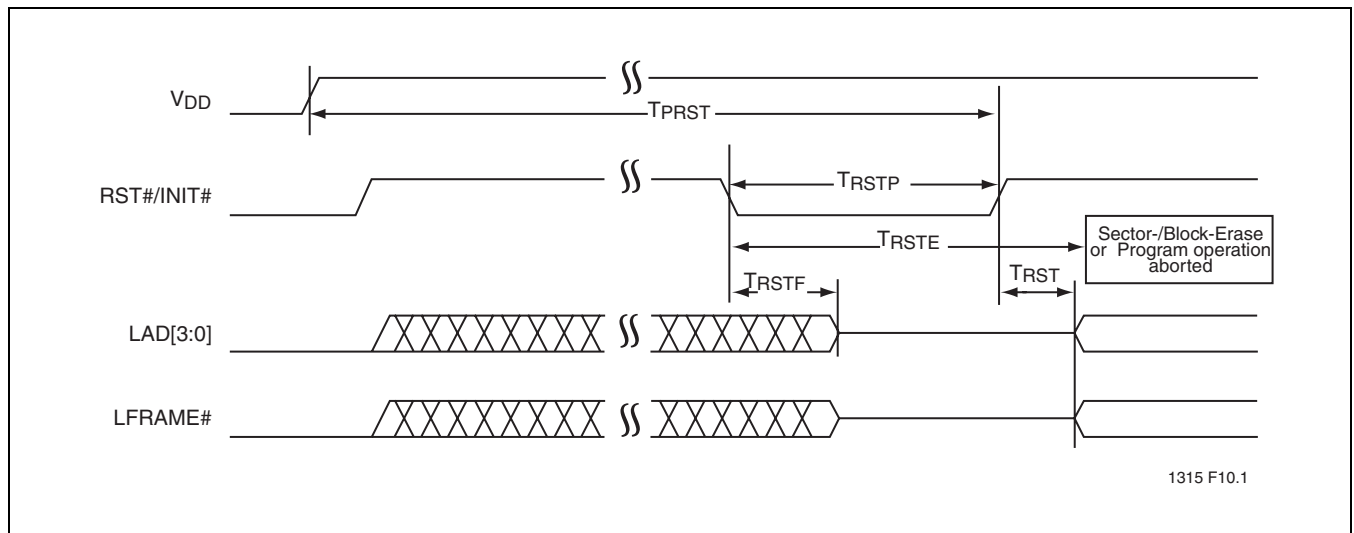 VDD
TPRST
RST#/INIT#
TRSTP
TRSTE
Sector-/Block-Erase
or Program operation
aborted
TRSTF
TRST
LAD[3:0]
LFRAME#
1315 F10.1